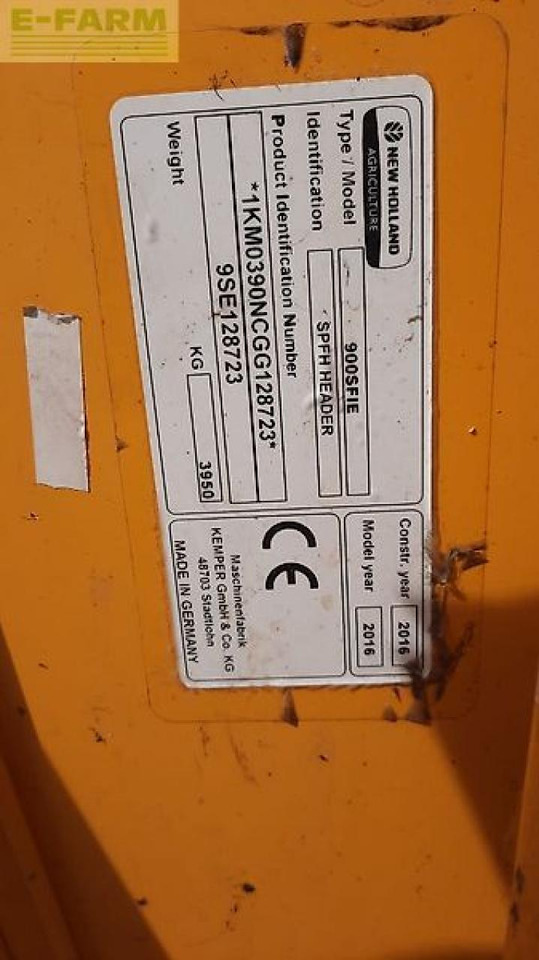 E-FARM
NEW HOLLAND
AGRICULTURE
Type / Model 900SFIE
Identification SPFH HEADER
Product Identification Number
*1KM0390NCGG128723*
9SE128723
Weight KG 3950
Constr. year 2016
Model year 2016
CE
Maschinenfabrik
KEMPER GmbH & Co. KG
48703 Stadtlohn
MADE IN GERMANY